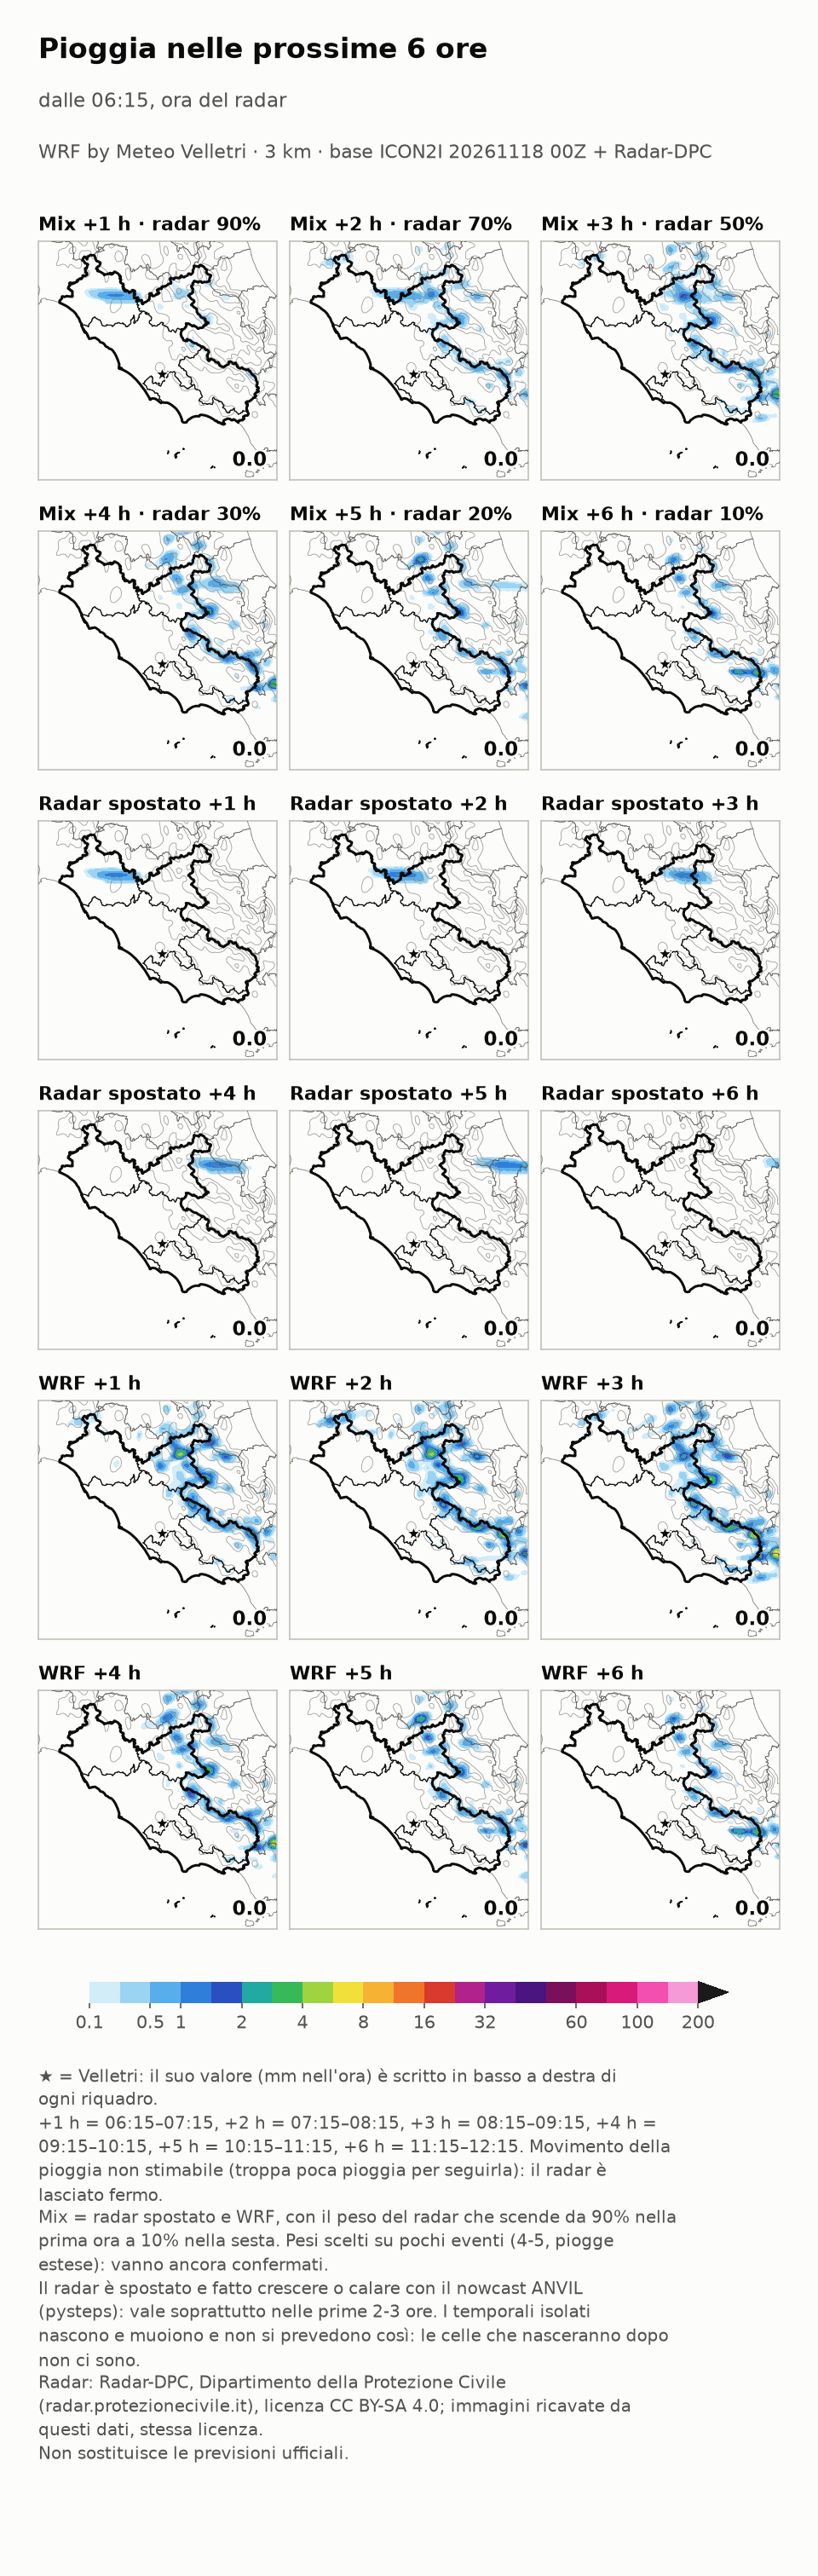 Pioggia nelle prossime 6 ore
dalle 06:15, ora del radar
WRF by Meteo Velletri · 3 km · base ICON2I 20261118 00Z + Radar-DPC
Mix +1 h · radar 90%
Mix +2 h · radar 70%
Mix +3 h · radar 50%
0.0
0.0
0.0
Mix +4 h · radar 30%
Mix +5 h · radar 20%
Mix +6 h · radar 10%
0.0
0.0
0.0
Radar spostato +1 h
Radar spostato +2 h
Radar spostato +3 h
0.0
0.0
0.0
Radar spostato +4 h
Radar spostato +5 h
Radar spostato +6 h
0.0
0.0
0.0
WRF +1 h
WRF +2 h
WRF +3 h
0.0
0.0
0.0
WRF +4 h
WRF +5 h
WRF +6 h
0.0
0.0
0.0
0.1 0.5 1 2 4 8 16 32 60 100 200
★ = Velletri: il suo valore (mm nell'ora) è scritto in basso a destra di
ogni riquadro.
+1 h = 06:15–07:15, +2 h = 07:15–08:15, +3 h = 08:15–09:15, +4 h =
09:15–10:15, +5 h = 10:15–11:15, +6 h = 11:15–12:15. Movimento della
pioggia non stimabile (troppa poca pioggia per seguirla): il radar è
lasciato fermo.
Mix = radar spostato e WRF, con il peso del radar che scende da 90% nella
prima ora a 10% nella sesta. Pesi scelti su pochi eventi (4-5, piogge
estese): vanno ancora confermati.
Il radar è spostato e fatto crescere o calare con il nowcast ANVIL
(pysteps): vale soprattutto nelle prime 2-3 ore. I temporali isolati
nascono e muoiono e non si prevedono così: le celle che nasceranno dopo
non ci sono.
Radar: Radar-DPC, Dipartimento della Protezione Civile
(radar.protezionecivile.it), licenza CC BY-SA 4.0; immagini ricavate da
questi dati, stessa licenza.
Non sostituisce le previsioni ufficiali.